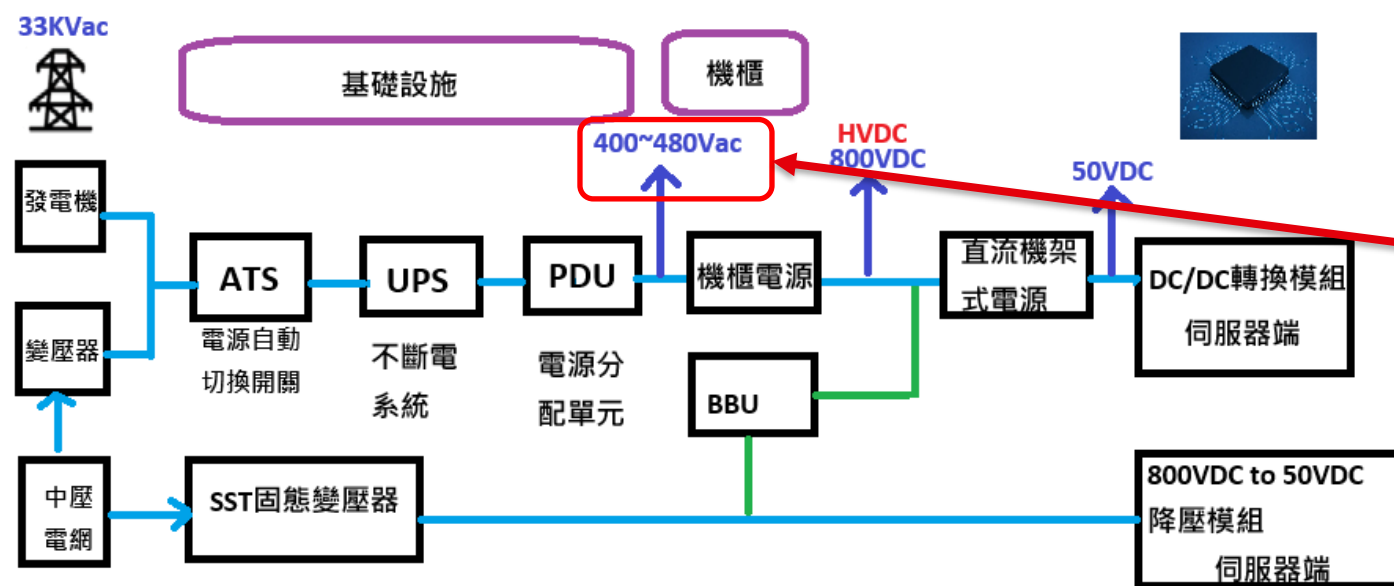 33KVac
基礎設施
機櫃
400~480Vac
HVDC
800VDC
50VDC
發電機
變壓器
ATS
電源自動
切換開關
UPS
不斷電
系統
PDU
電源分
配單元
機櫃電源
直流機架
式電源
DC/DC轉換模組
伺服器端
BBU
中壓
電網
SST固態變壓器
800VDC to 50VDC
降壓模組
伺服器端